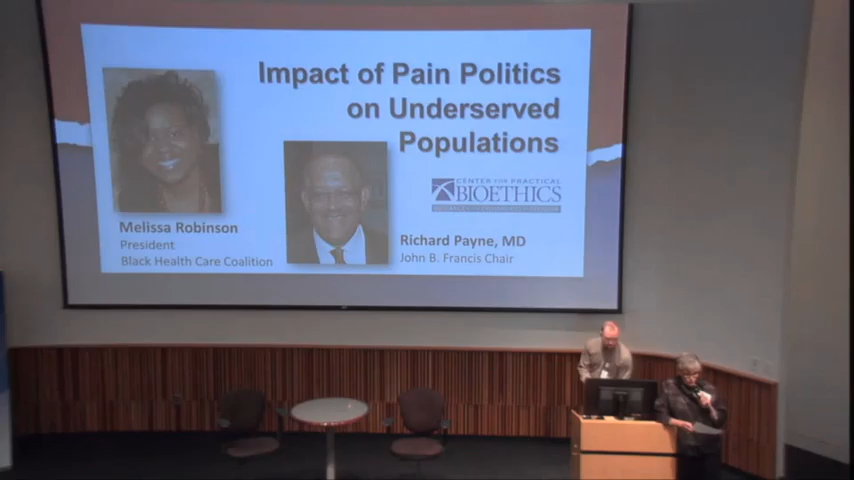 Impact of Pain Politics
on Underserved
Populations
CENTER FOR PRACTICAL
BIOETHICS
Melissa Robinson
President
Black Health Care Coalition
Richard Payne, MD
John B. Francis Chair